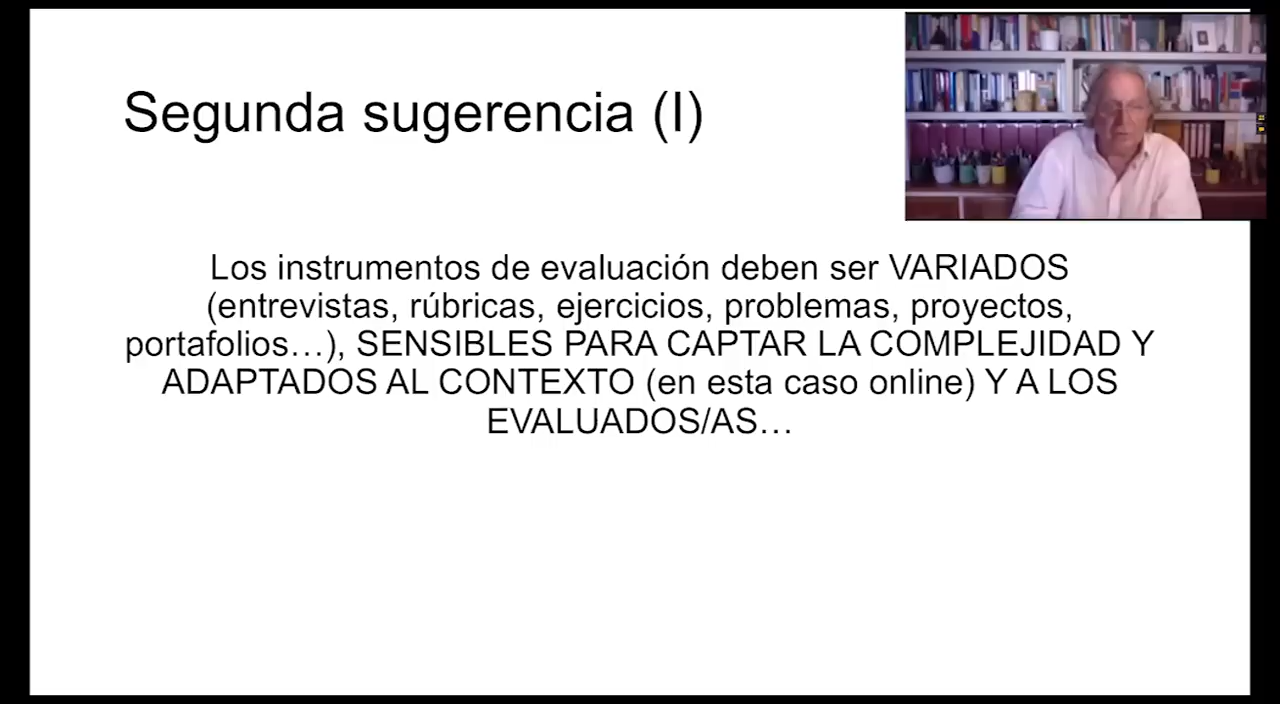 Segunda sugerencia (I)
Los instrumentos de evaluación deben ser VARIADOS
(entrevistas, rúbricas, ejercicios, problemas, proyectos,
portafolios…), SENSIBLES PARA CAPTAR LA COMPLEJIDAD Y
ADAPTADOS AL CONTEXTO (en esta caso online) Y A LOS
EVALUADOS/AS…